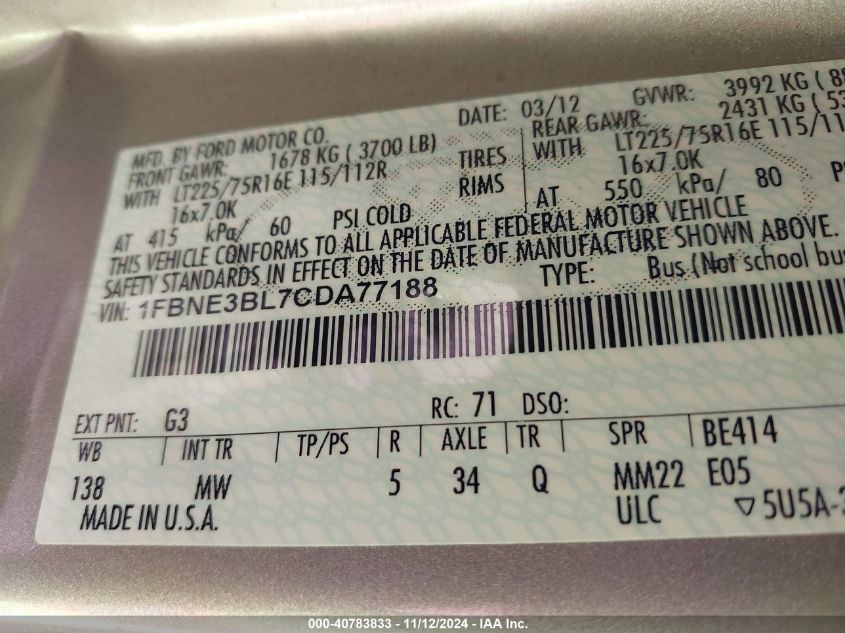 DATE: 03/12 GVWR: 3992 KG (
MFD. BY FORD MOTOR CO.
FRONT GAWR: 1678 KG ( 3700 LB)
REAR GAWR: 2431 KG (
WITH LT225/75R16E 115/112R TIRES
WITH LT225/75R16E 115/
16x7.0K RIMS
16x7.0K
AT 415 kPa/ 60 PSI COLD
AT 550 kPa/ 80
THIS VEHICLE CONFORMS TO ALL APPLICABLE FEDERAL MOTOR VEHICLE
SAFETY STANDARDS IN EFFECT ON THE DATE OF MANUFACTURE SHOWN ABOVE.
VIN: 1FBNE3BL7CDA77188 TYPE: Bus (Not school
EXT PNT: G3 RC: 71 DSO:
WB INT TR TP/PS R AXLE TR SPR BE414
138 MW 5 34 Q MM22 E05
MADE IN U.S.A. ULC ▽5U5A-
000-40783833 - 11/12/2024 - IAA Inc.